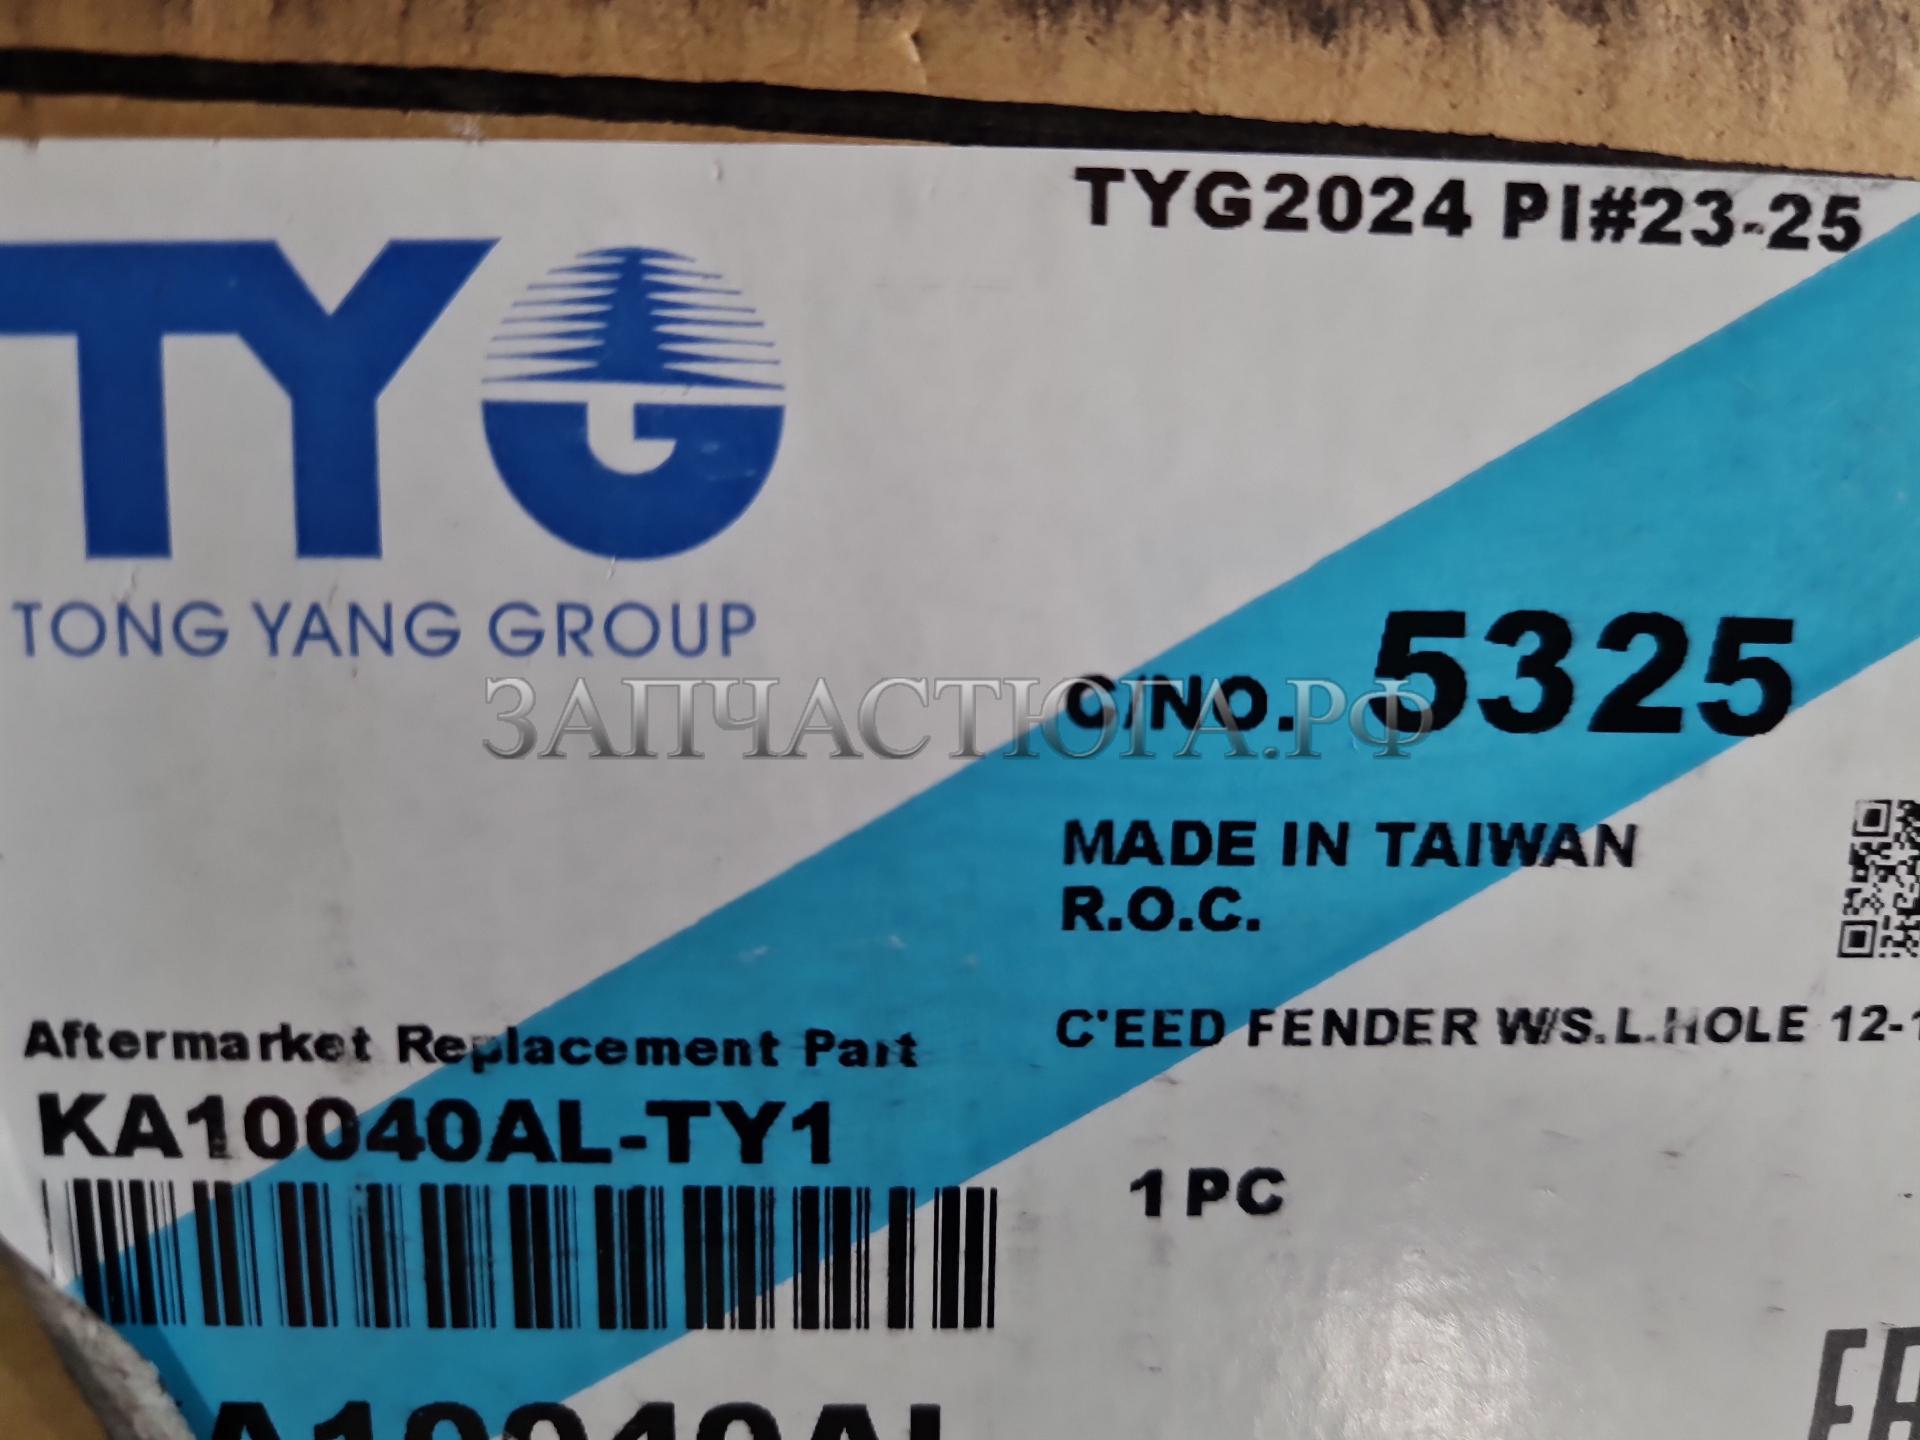 TYG2024 PI#23-25
TYG
TONG YANG GROUP
ЗАПЧАСТЮГА.РФ
C/NO. 5325
MADE IN TAIWAN
R.O.C.
Aftermarket Replacement Part
C'EED FENDER W/S.L.HOLE 12-
KA10040AL-TY1
1 PC
A10040AL